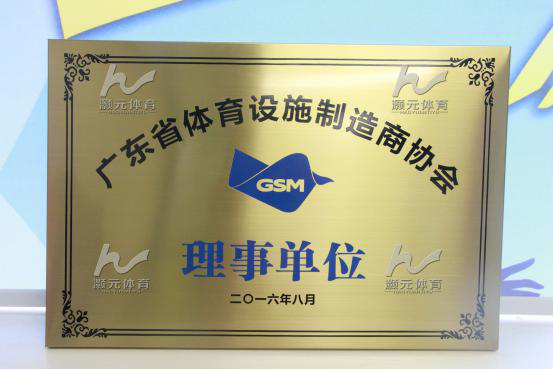 广东省体育设施制造商协会
GSM
理事单位
二〇一六年八月
灏元体育
灏元体育
灏元体育
灏元体育